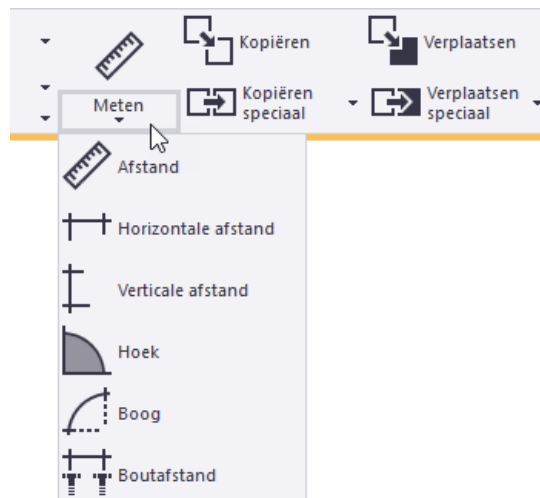 Kopiëren
Verplaatsen
Meten
Kopiëren
speciaal
Verplaatsen
speciaal
Afstand
Horizontale afstand
Verticale afstand
Hoek
Boog
Boutafstand